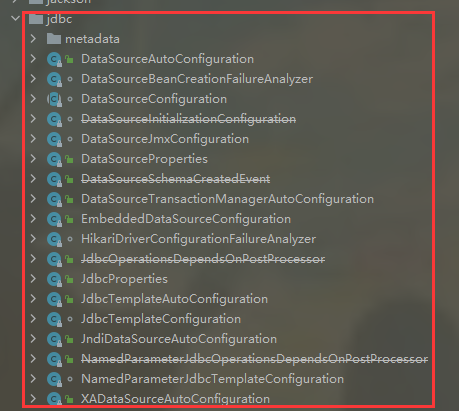 jackson
jdbc
metadata
DataSourceAutoConfiguration
DataSourceBeanCreationFailureAnalyzer
DataSourceConfiguration
DataSourceInitializationConfiguration
DataSourceJmxConfiguration
DataSourceProperties
DataSourceSchemaCreatedEvent
DataSourceTransactionManagerAutoConfiguration
EmbeddedDataSourceConfiguration
HikariDriverConfigurationFailureAnalyzer
JdbcOperationsDependsOnPostProcessor
JdbcProperties
JdbcTemplateAutoConfiguration
JdbcTemplateConfiguration
JndiDataSourceAutoConfiguration
NamedParameterJdbcOperationsDependsOnPostProcessor
NamedParameterJdbcTemplateConfiguration
XADataSourceAutoConfiguration